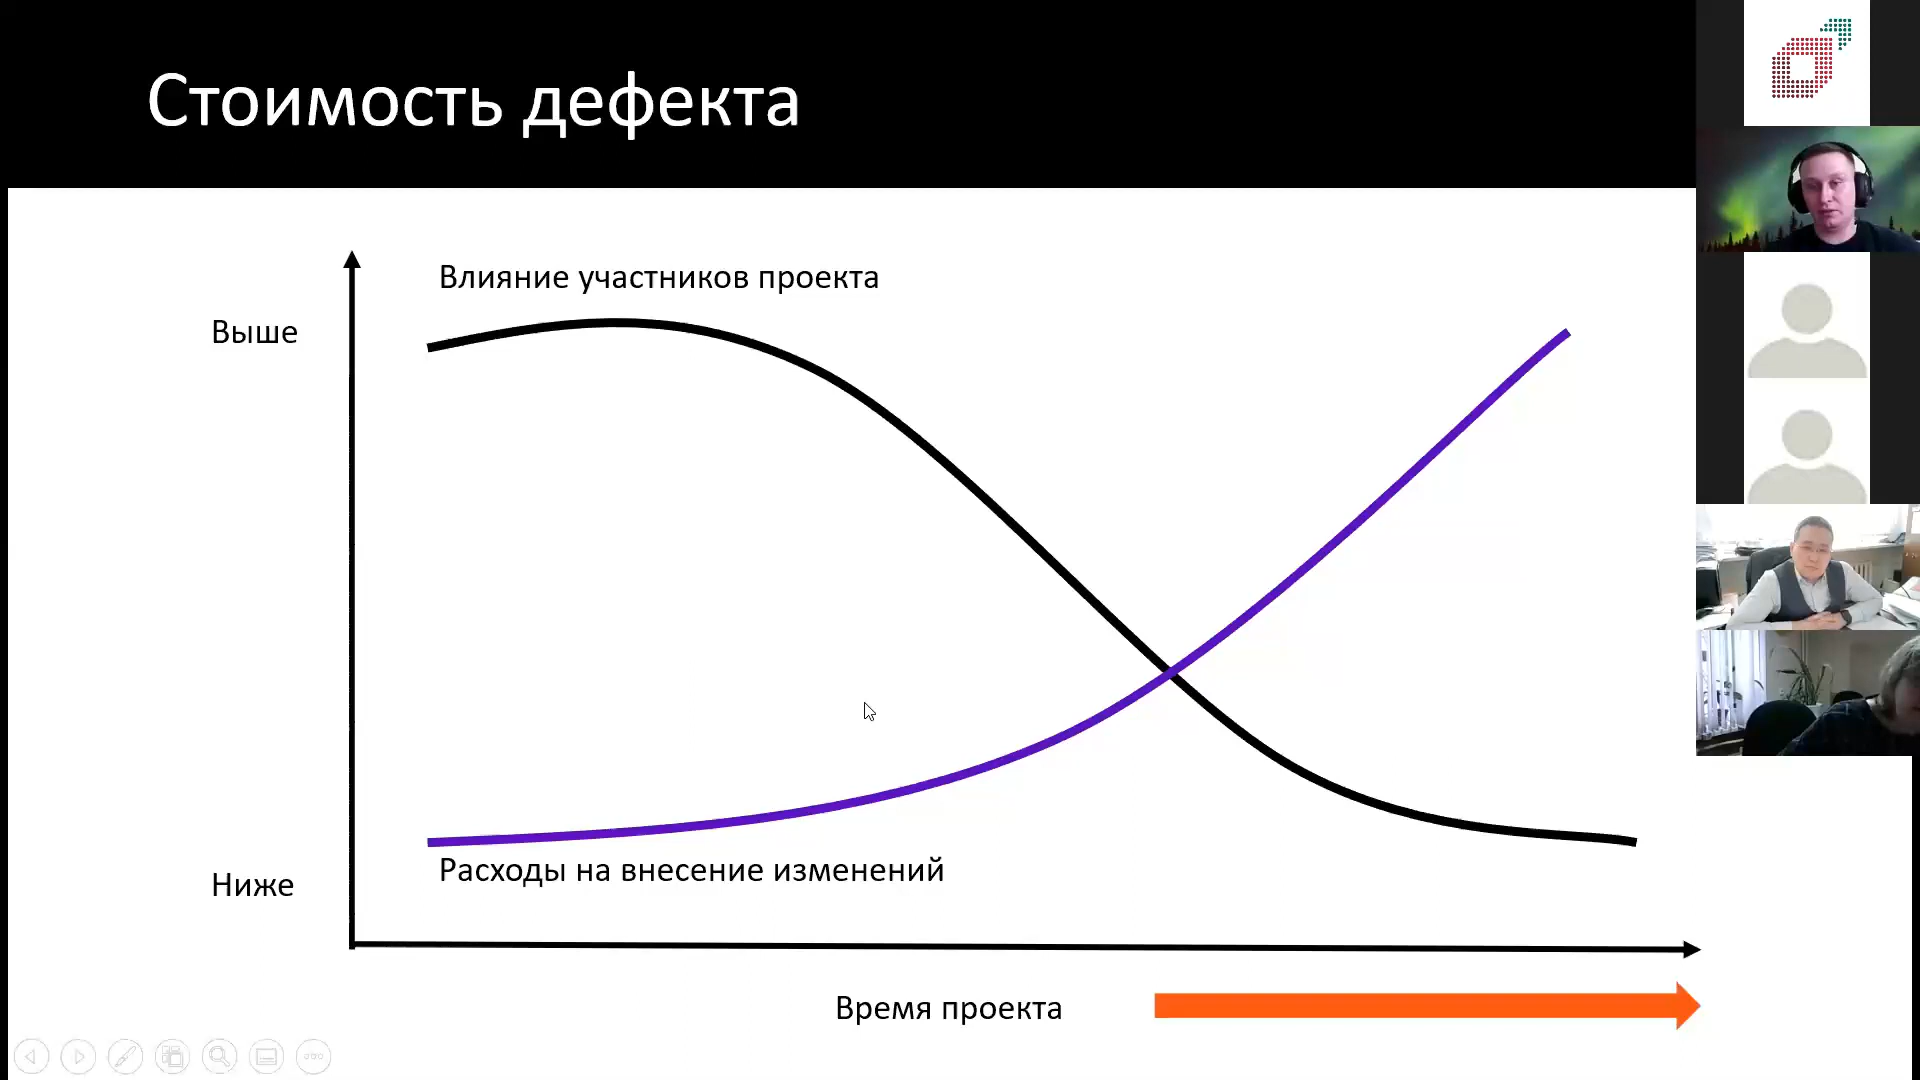 Стоимость дефекта
Влияние участников проекта
Выше
Расходы на внесение изменений
Ниже
Время проекта